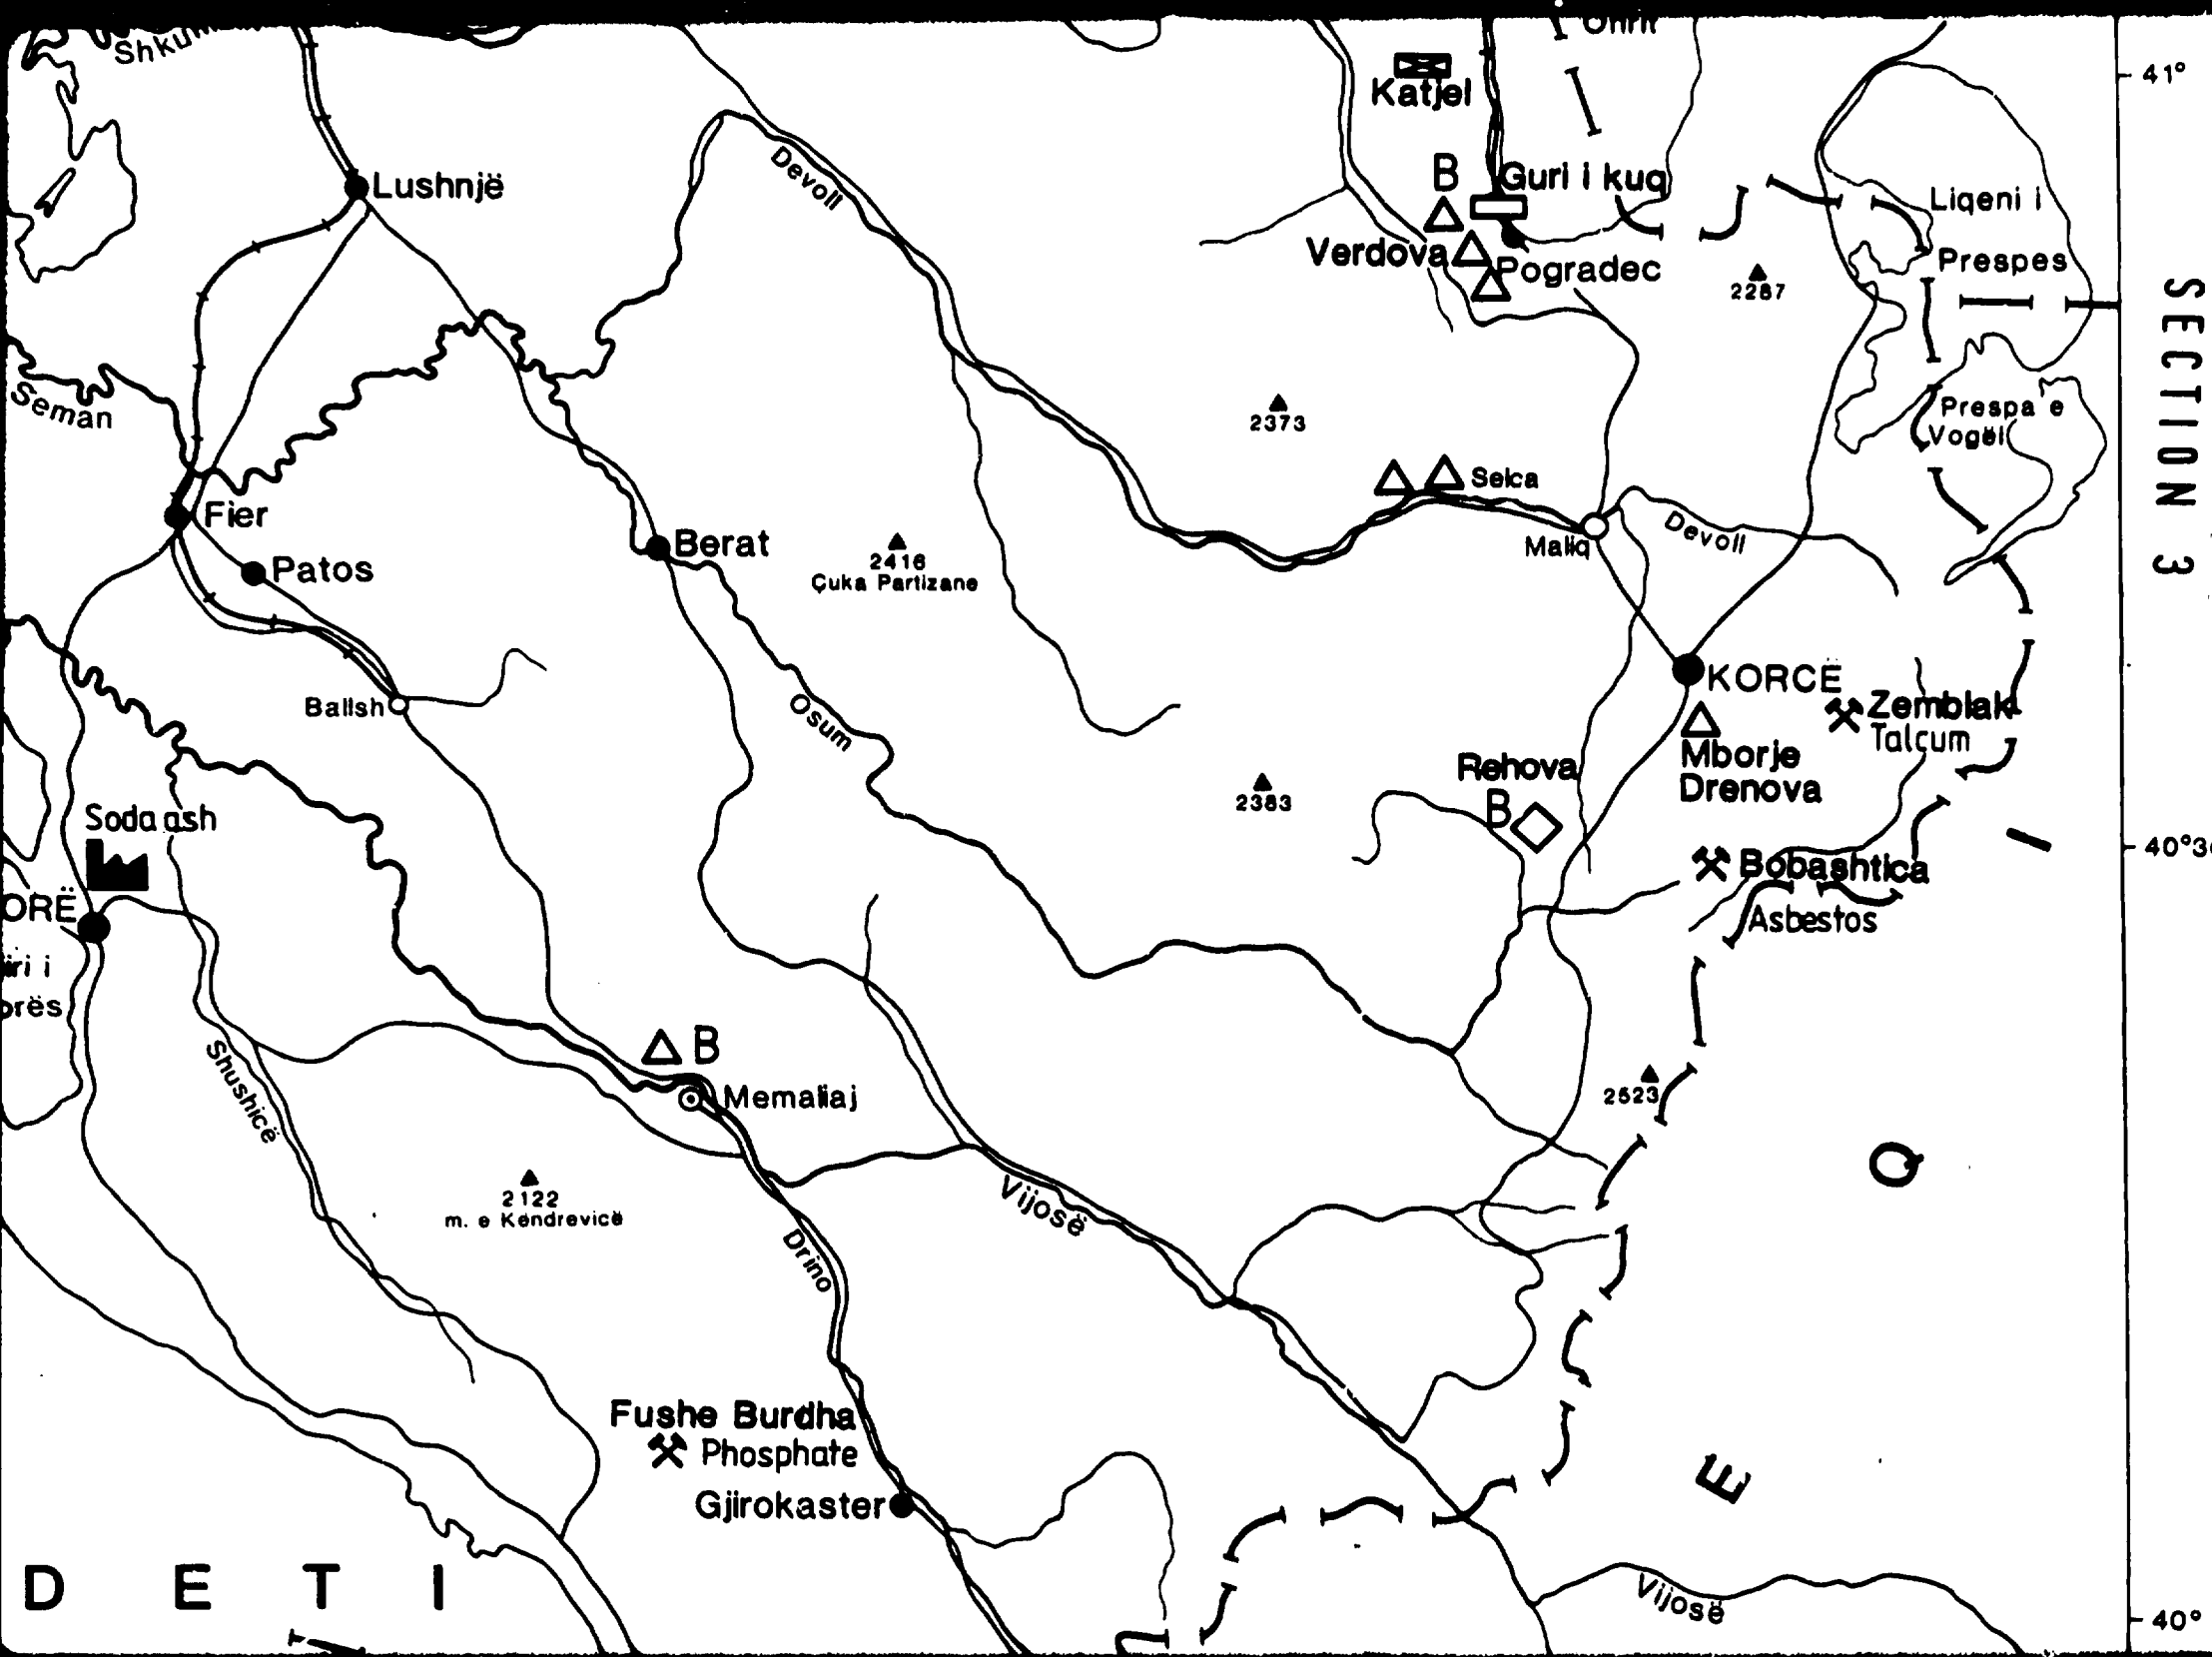 41°
Katjel
B
Guri i kuq
Lushnjë
Devoll
Liqeni i
Prespes
Verdova
Pogradec
2287
SECTION 3
Seman
2373
Prespa e
Vogël
Selca
Fier
Maliq
Devoll
Berat
2416
Çuka Partizane
Patos
KORCË
Ballsh
Osum
Zemblak
Talcum
Mborje
Drenova
Rehova
B
2383
Soda ash
40°30
Bobashtica
Asbestos
ORË
Shushicë
B
Memaliaj
2523
Q
I
2122
m. e Kendrevicë
Vijosë
Drino
Fushe Burdha
Phosphate
E
Gjirokaster
D E T I
Vijosë
40°